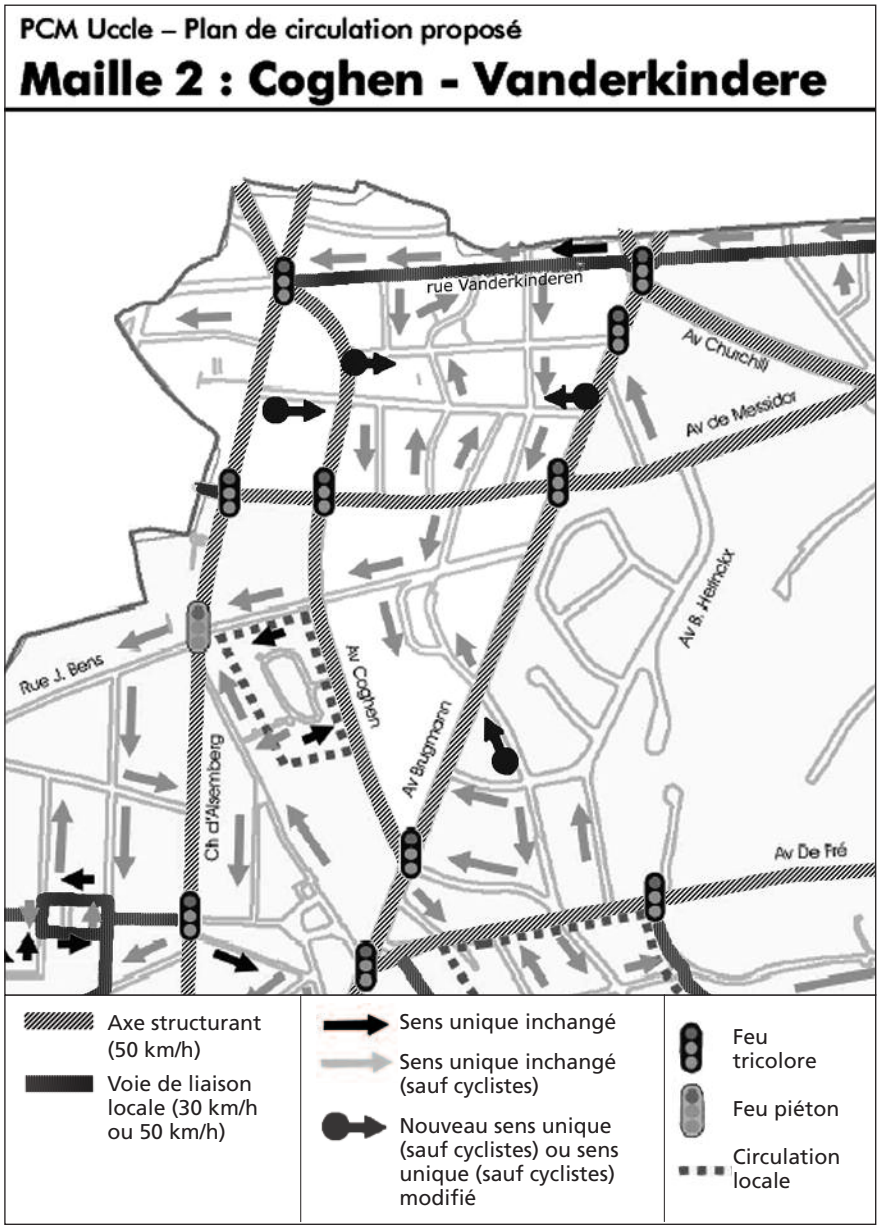 PCM Uccle – Plan de circulation proposé
Maille 2 : Coghen - Vanderkindere
rue Vanderkinderen
Av Churchill
Av de Messidor
Av B. Herinckx
Rue J. Bens
Av Coghen
Av Brugmann
Ch d'Alsemberg
Av De Fré
Axe structurant
(50 km/h)
Voie de liaison
locale (30 km/h
ou 50 km/h)
Sens unique inchangé
Sens unique inchangé
(sauf cyclistes)
Nouveau sens unique
(sauf cyclistes) ou sens
unique (sauf cyclistes)
modifié
Feu
tricolore
Feu piéton
Circulation
locale